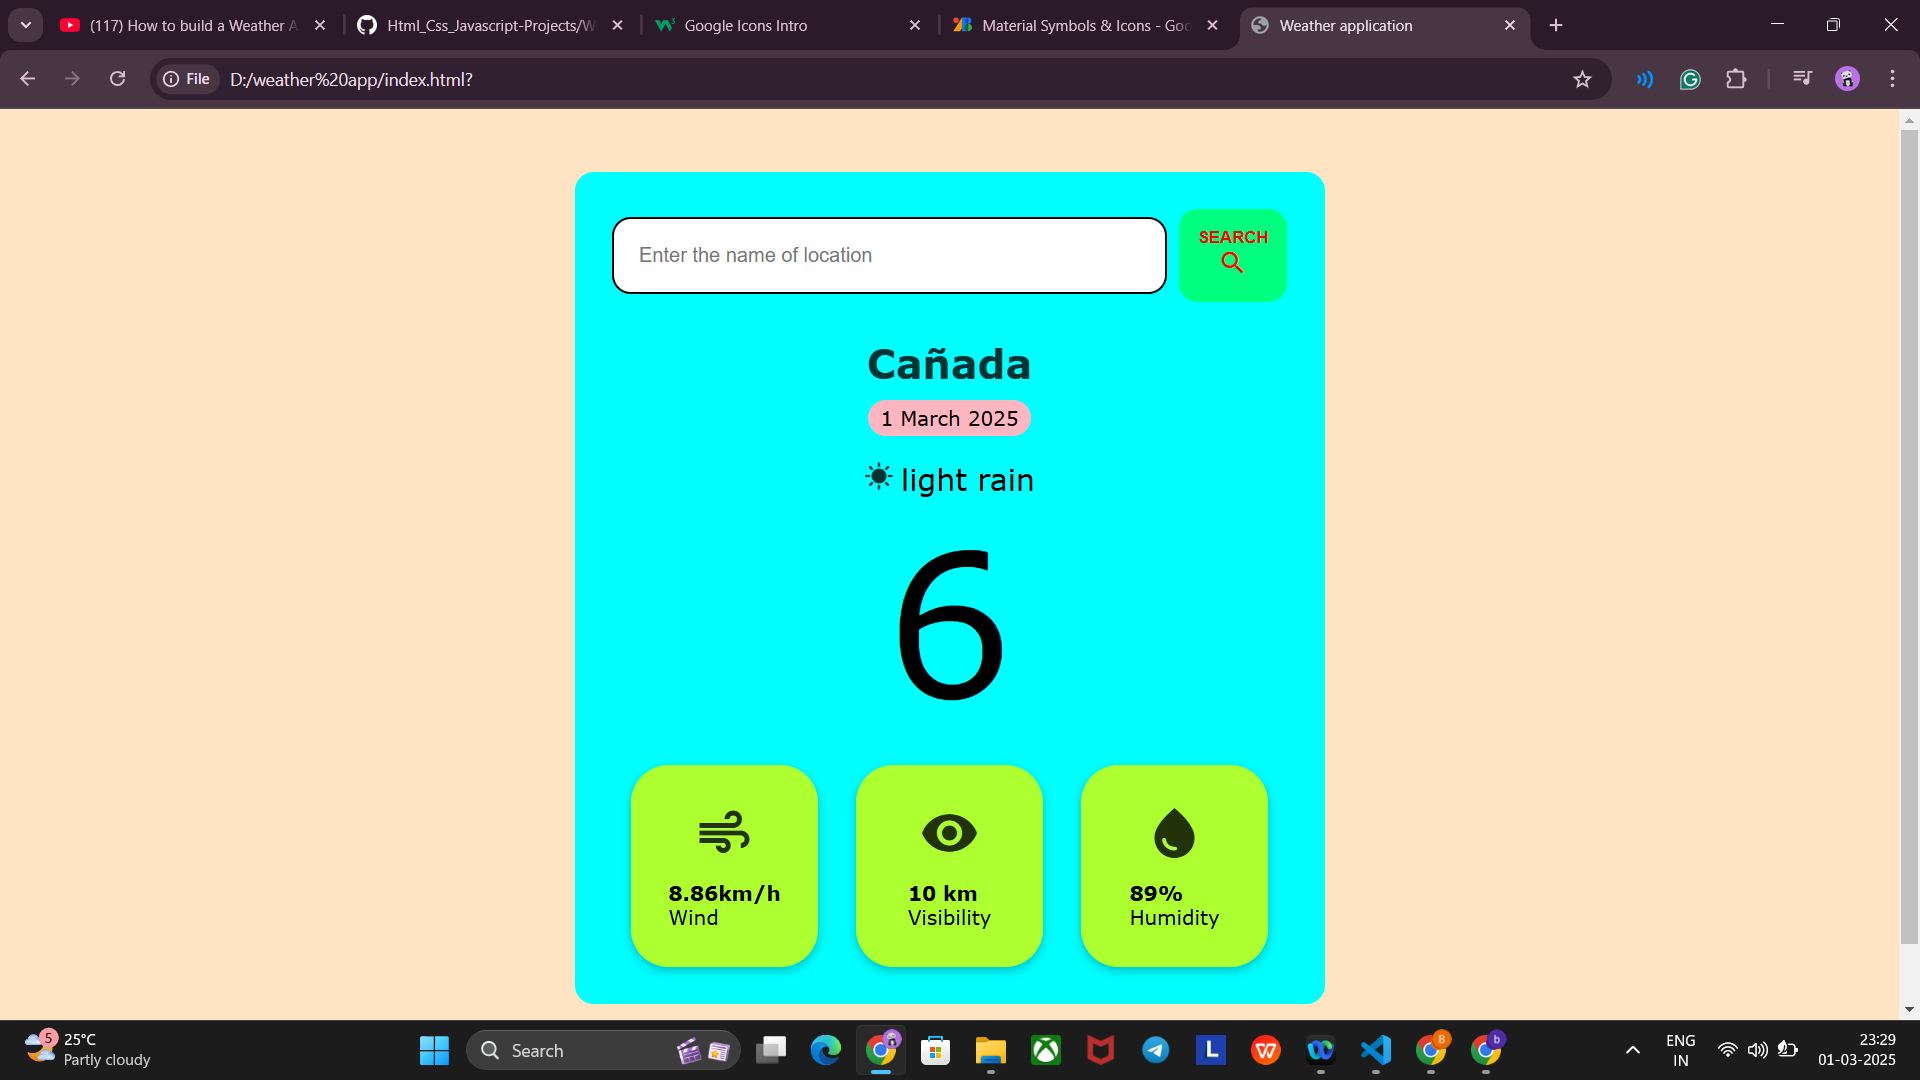 (117) How to build a Weather A
Html_Css_Javascript-Projects/W
Google Icons Intro
Material Symbols & Icons - Goo
Weather application
File
D:/weather%20app/index.html?
Enter the name of location
SEARCH
Cañada
1 March 2025
light rain
6
8.86km/h
Wind
10 km
Visibility
89%
Humidity
5
25°C
Partly cloudy
Search
L
B
b
ENG
IN
23:29
01-03-2025